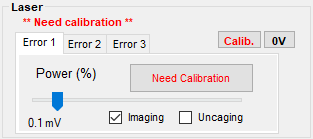 Laser
** Need calibration **
Error 1 Error 2 Error 3 Calib. 0V
Power (%) Need Calibration
0.1 mV Imaging Uncaging